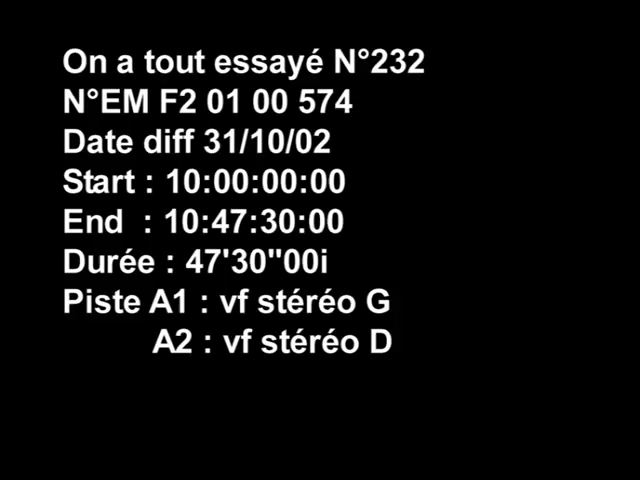 On a tout essayé N°232
N°EM F2 01 00 574
Date diff 31/10/02
Start : 10:00:00:00
End : 10:47:30:00
Durée : 47'30"00i
Piste A1 : vf stéréo G
A2 : vf stéréo D